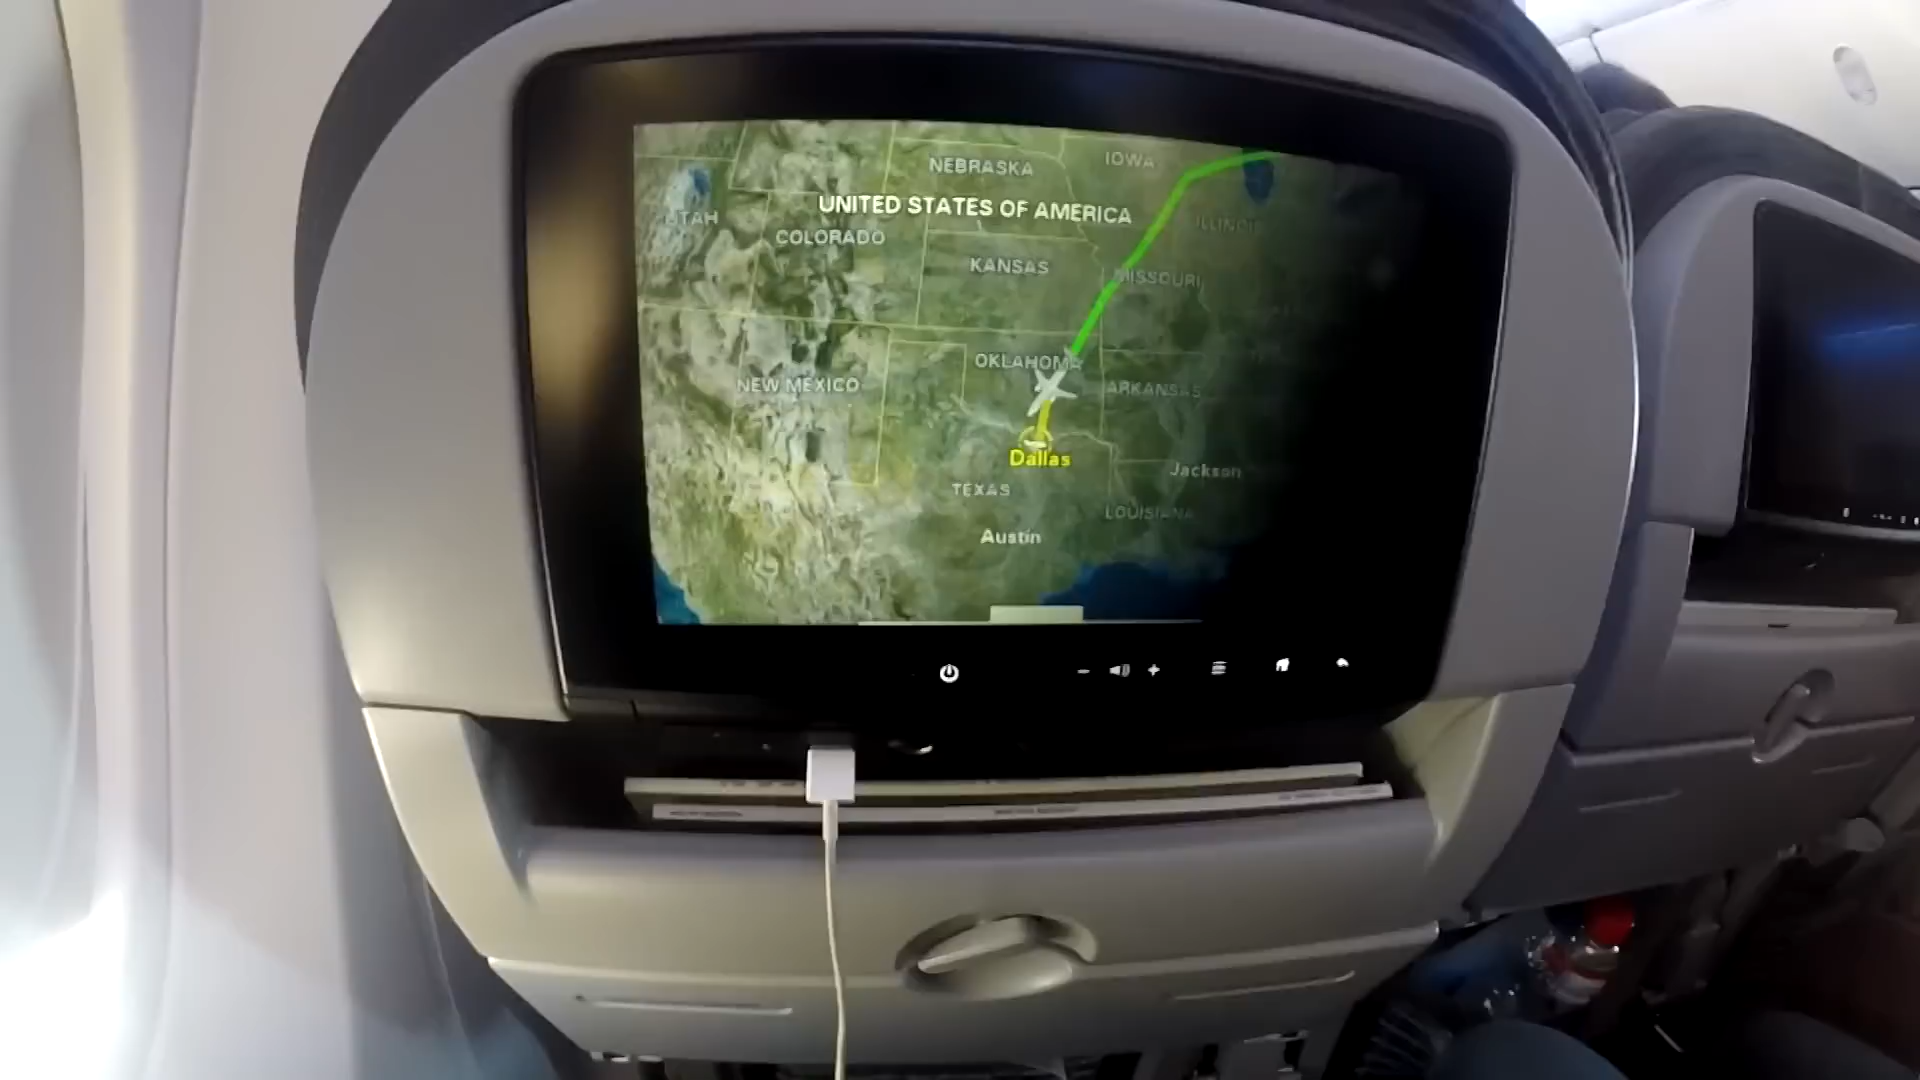 NEBRASKA
IOWA
UNITED STATES OF AMERICA
UTAH
COLORADO
ILLINOIS
KANSAS
MISSOURI
OKLAHOMA
NEW MEXICO
ARKANSAS
Dallas
Jackson
TEXAS
LOUISIANA
Austin